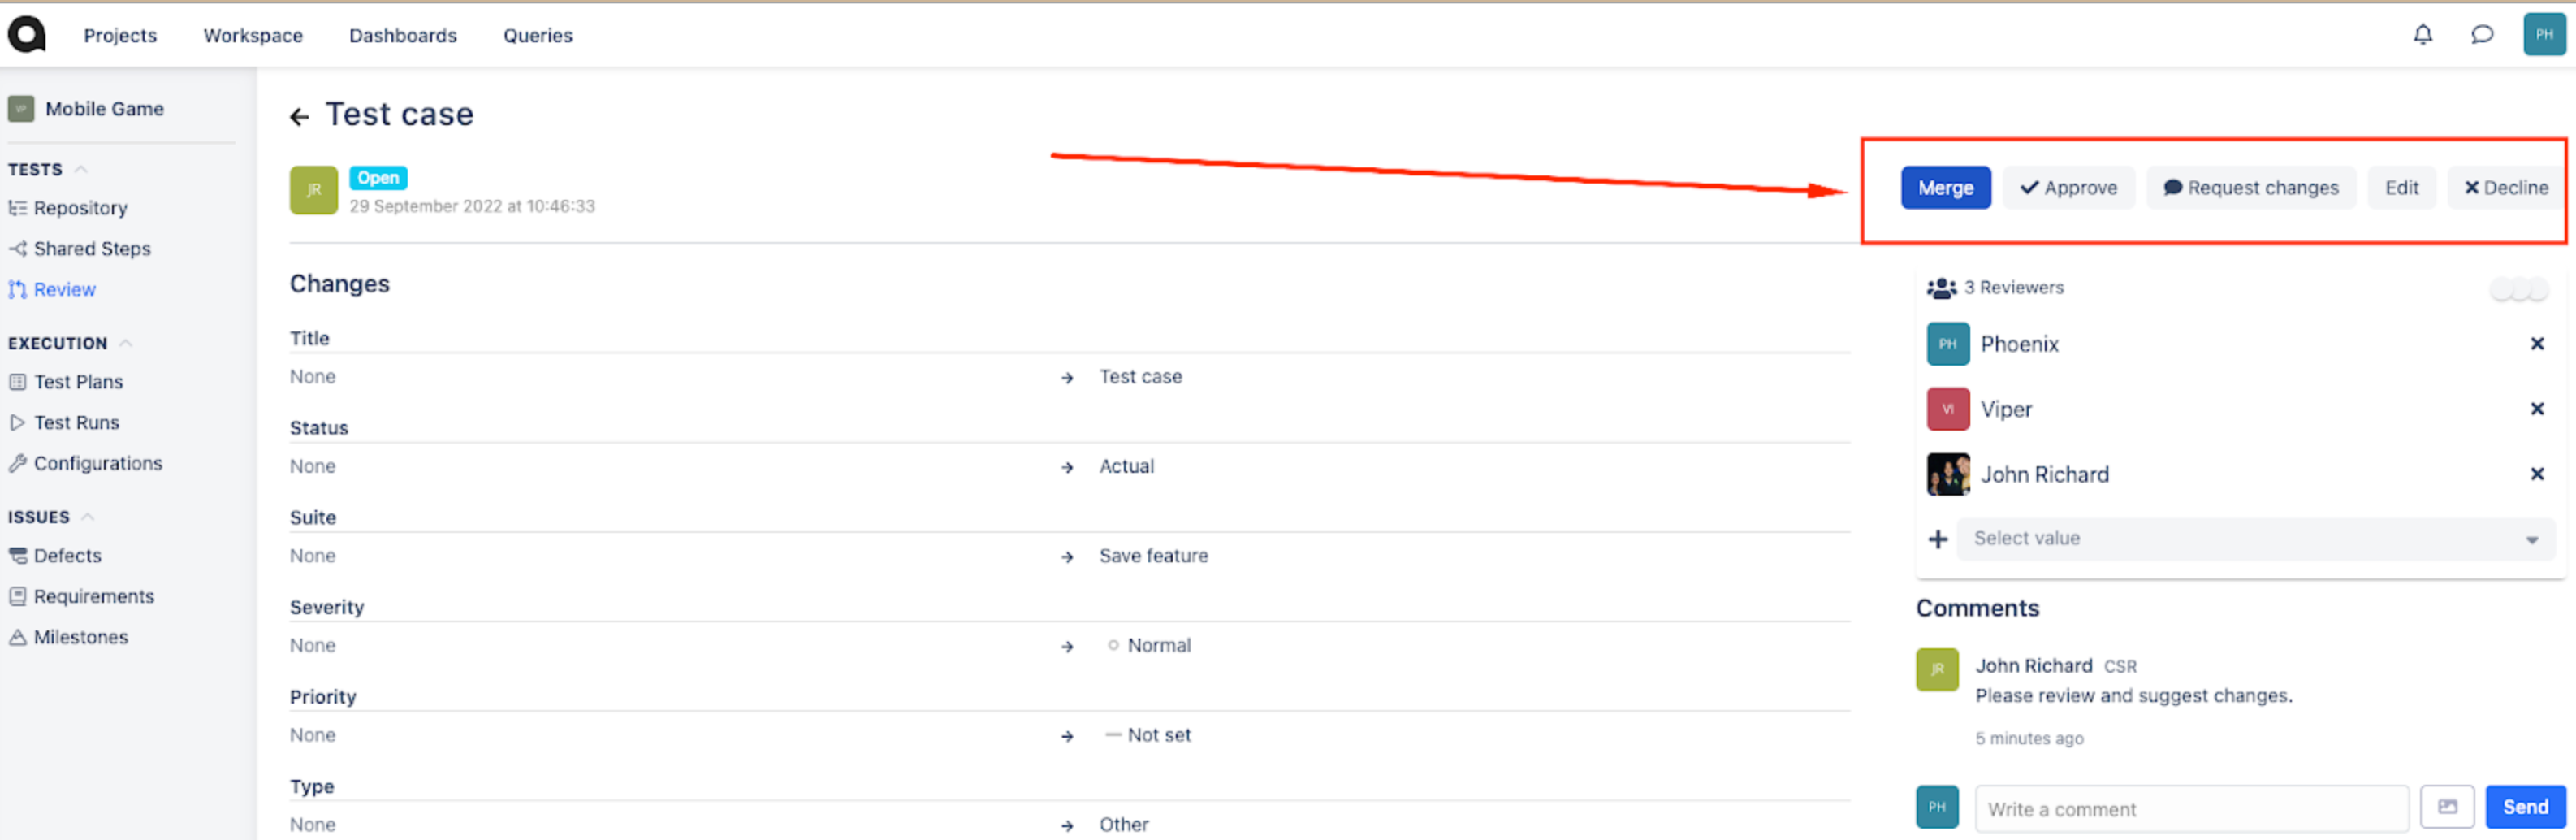 Projects Workspace Dashboards Queries PH
VP Mobile Game
TESTS
Repository
Shared Steps
Review
EXECUTION
Test Plans
Test Runs
Configurations
ISSUES
Defects
Requirements
Milestones
Test case
JR Open
29 September 2022 at 10:46:33
Merge Approve Request changes Edit Decline
Changes
Title
None Test case
Status
None Actual
Suite
None Save feature
Severity
None Normal
Priority
None Not set
Type
None Other
3 Reviewers
PH Phoenix
VI Viper
John Richard
Select value
Comments
JR John Richard CSR
Please review and suggest changes.
5 minutes ago
PH Write a comment Send